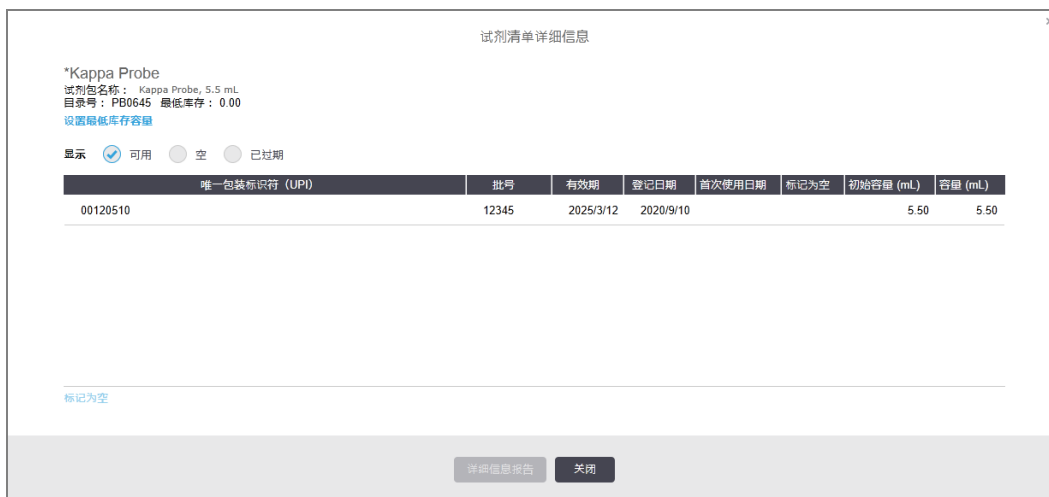 试剂清单详细信息
*Kappa Probe
试剂包名称： Kappa Probe, 5.5 mL
目录号： PB0645 最低库存： 0.00
设置最低库存容量
显示 可用 空 已过期
唯一包装标识符（UPI） 批号 有效期 登记日期 首次使用日期 标记为空 初始容量 (mL) 容量 (mL)
00120510 12345 2025/3/12 2020/9/10 5.50 5.50
标记为空
详细信息报告 关闭